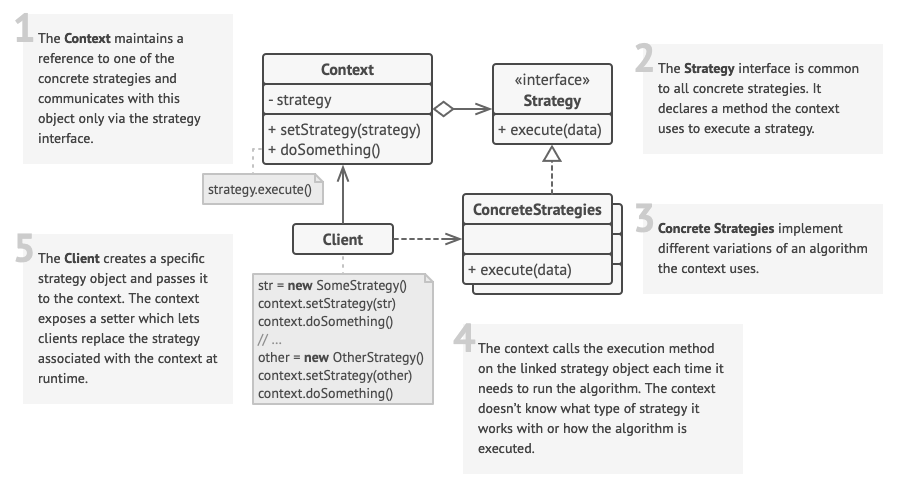 1
The Context maintains a
reference to one of the
concrete strategies and
communicates with this
object only via the strategy
interface.
Context
- strategy
+ setStrategy(strategy)
+ doSomething()
strategy.execute()
«interface»
Strategy
+ execute(data)
2
The Strategy interface is common
to all concrete strategies. It
declares a method the context
uses to execute a strategy.
ConcreteStrategies
+ execute(data)
3
Concrete Strategies implement
different variations of an algorithm
the context uses.
Client
str = new SomeStrategy()
context.setStrategy(str)
context.doSomething()
// ...
other = new OtherStrategy()
context.setStrategy(other)
context.doSomething()
4
The context calls the execution method
on the linked strategy object each time it
needs to run the algorithm. The context
doesn’t know what type of strategy it
works with or how the algorithm is
executed.
5
The Client creates a specific
strategy object and passes it
to the context. The context
exposes a setter which lets
clients replace the strategy
associated with the context at
runtime.